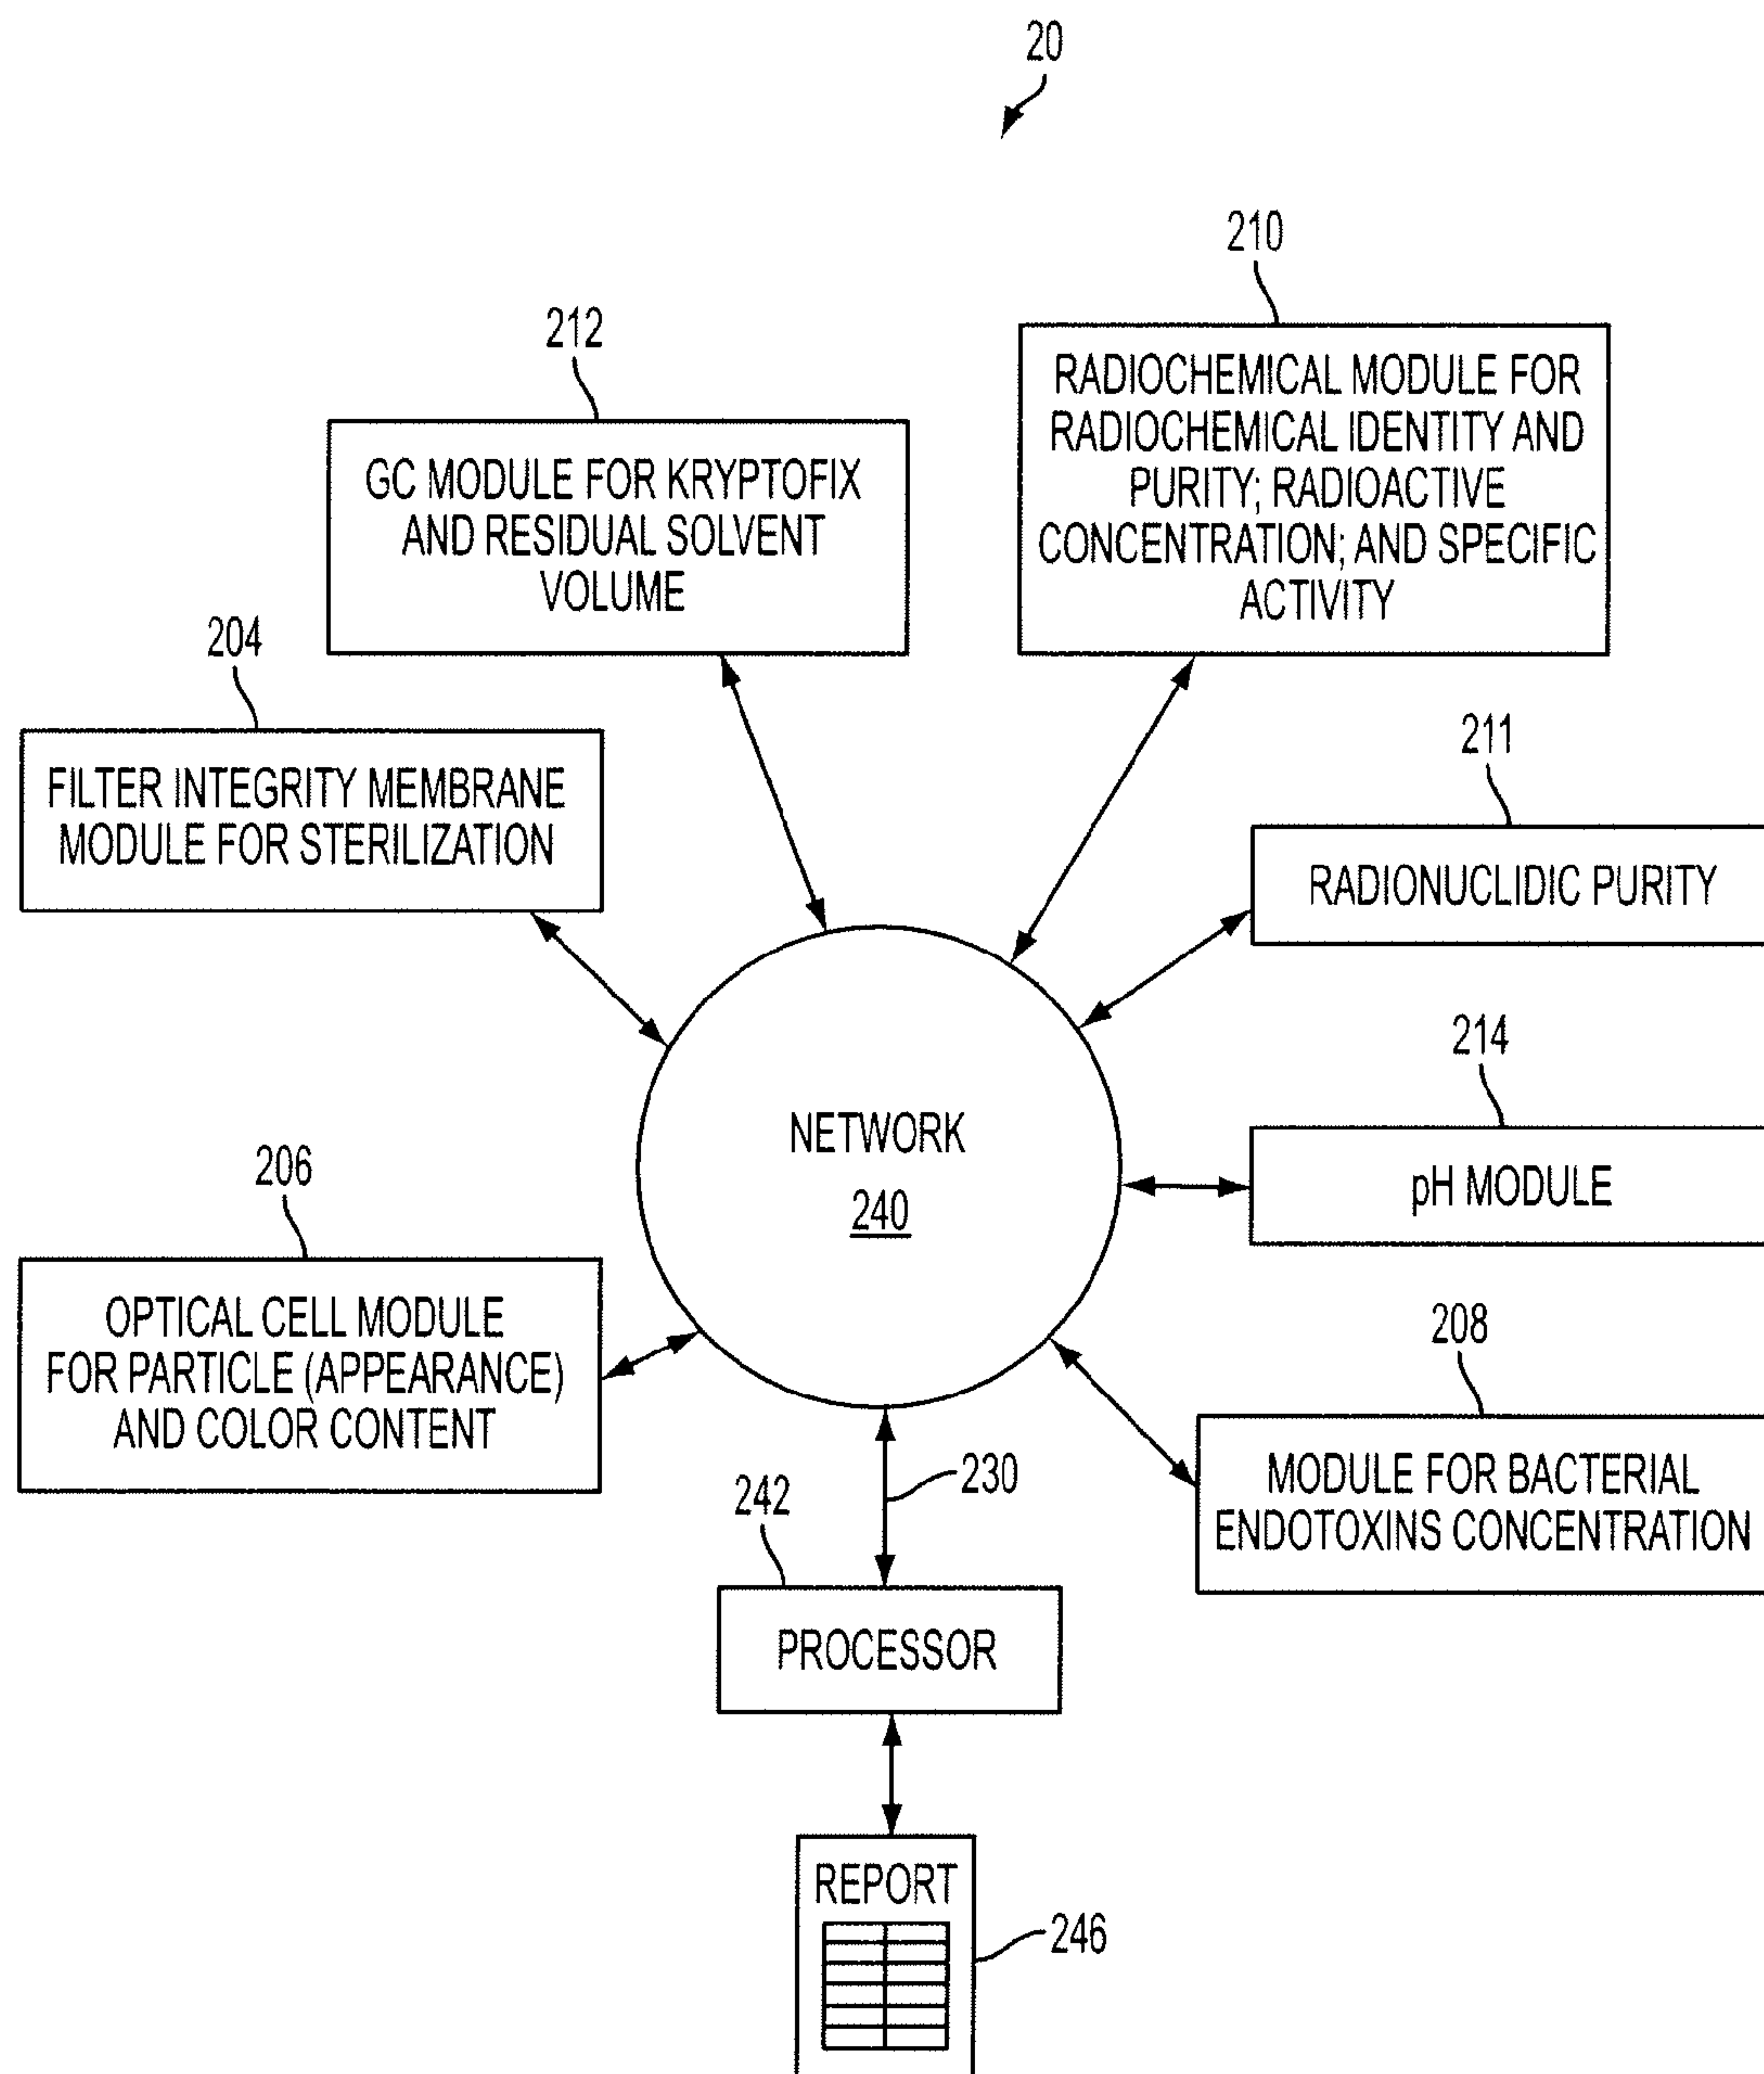 20
210
RADIOCHEMICAL MODULE FOR
RADIOCHEMICAL IDENTITY AND
PURITY; RADIOACTIVE
CONCENTRATION; AND SPECIFIC
ACTIVITY
212
GC MODULE FOR KRYPTOFIX
AND RESIDUAL SOLVENT
VOLUME
204
FILTER INTEGRITY MEMBRANE
MODULE FOR STERILIZATION
211
RADIONUCLIDIC PURITY
214
pH MODULE
NETWORK
240
206
OPTICAL CELL MODULE
FOR PARTICLE (APPEARANCE)
AND COLOR CONTENT
208
MODULE FOR BACTERIAL
ENDOTOXINS CONCENTRATION
230
242
PROCESSOR
REPORT
246